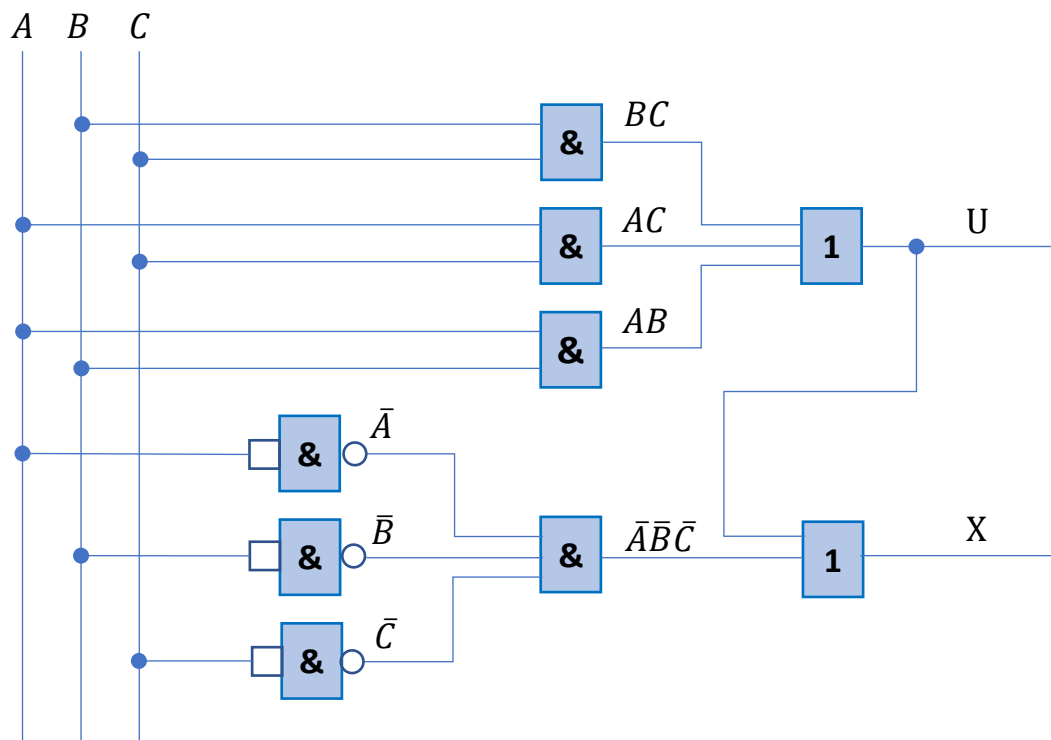 A B C
& BC
& AC
1 U
& AB
& Ā
& B̄
& ĀB̄C̄
1 X
& C̄